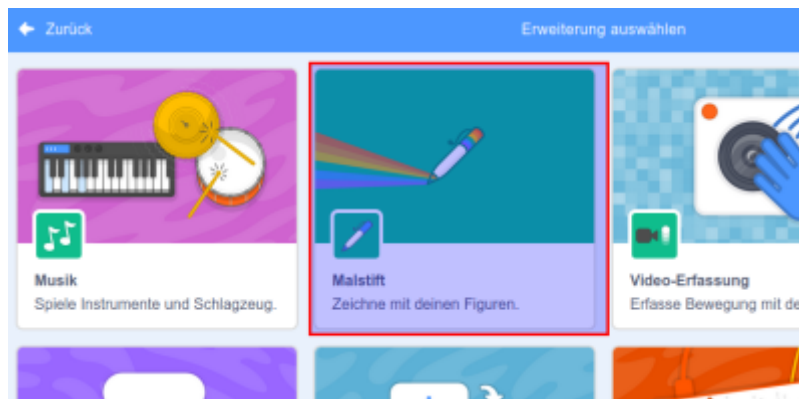 Zurück
Erweiterung auswählen
Musik
Spiele Instrumente und Schlagzeug.
Malstift
Zeichne mit deinen Figuren.
Video-Erfassung
Erfasse Bewegung mit de